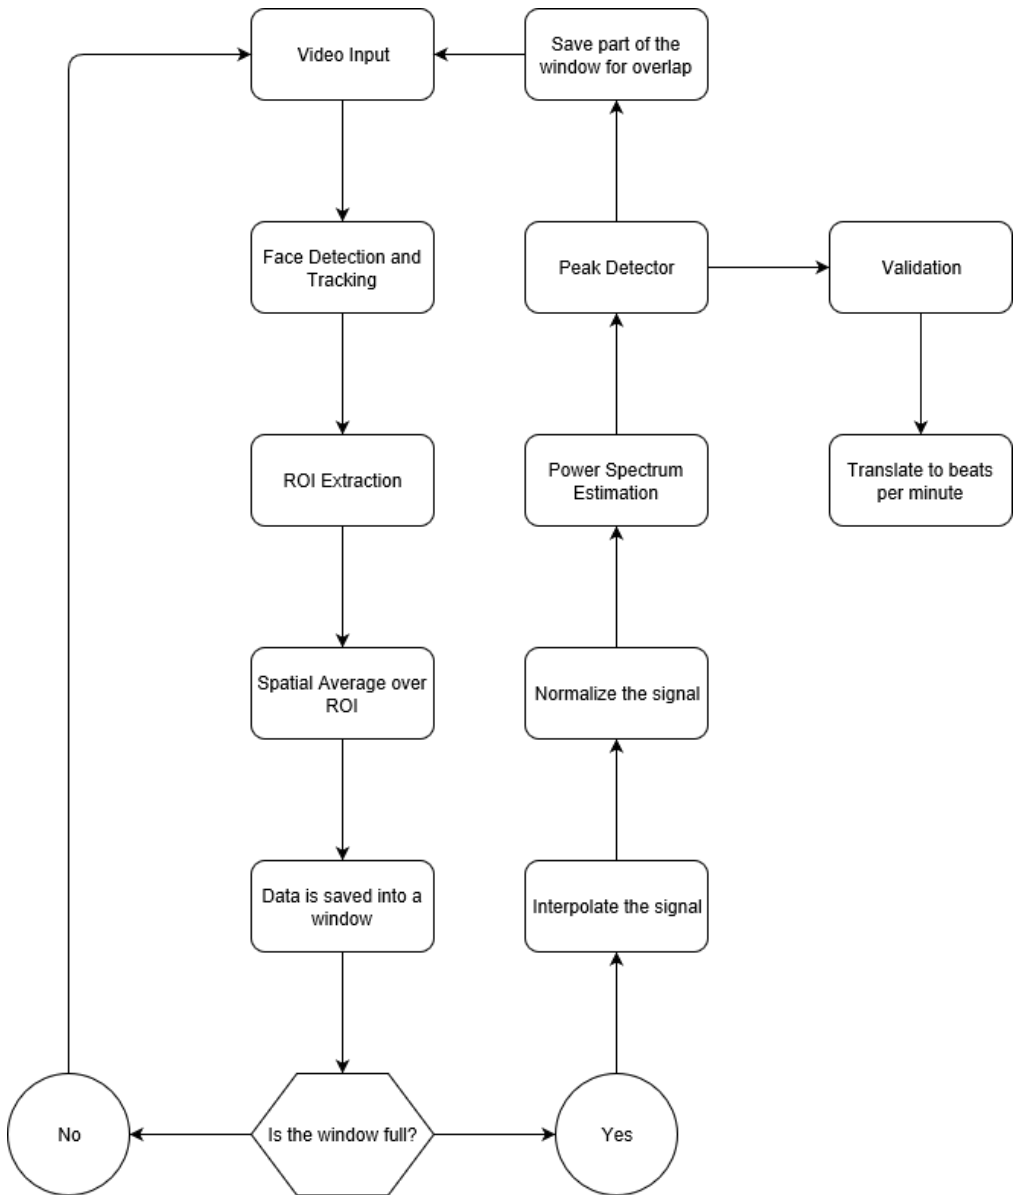 Video Input
Save part of the
window for overlap
Face Detection and
Tracking
Peak Detector
Validation
ROI Extraction
Power Spectrum
Estimation
Translate to beats
per minute
Spatial Average over
ROI
Normalize the signal
Data is saved into a
window
Interpolate the signal
No
Is the window full?
Yes